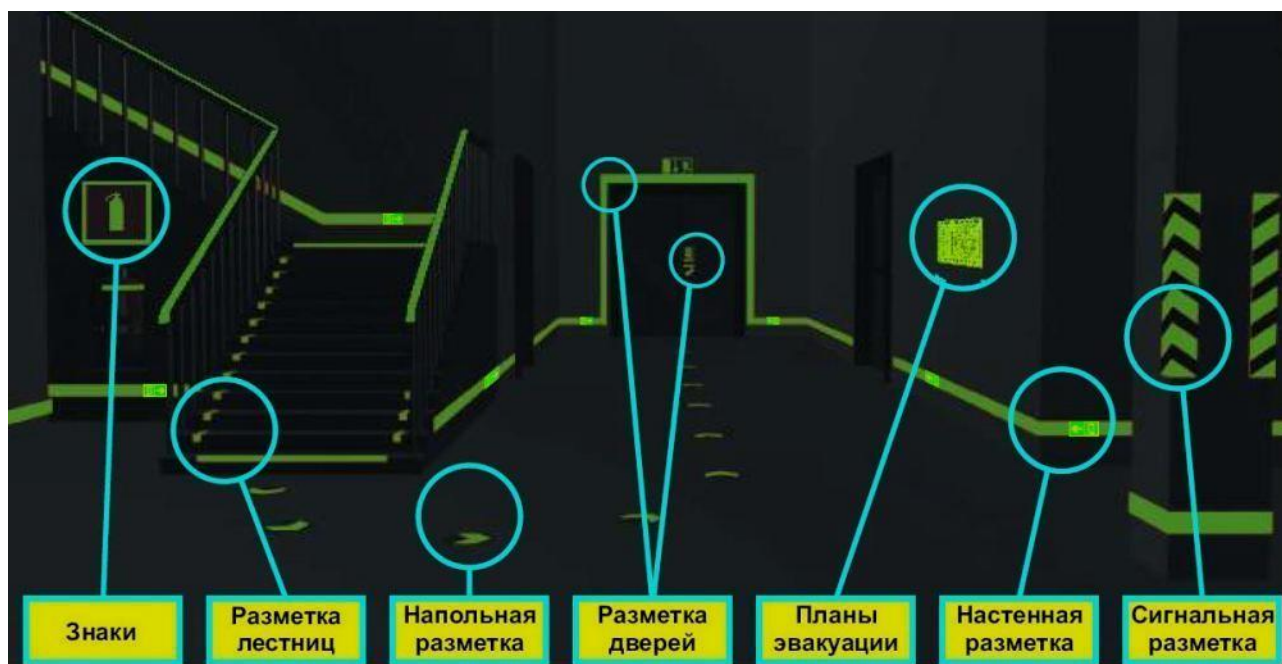 Знаки
Разметка
лестниц
Напольная
разметка
Разметка
дверей
Планы
эвакуации
Настенная
разметка
Сигнальная
разметка